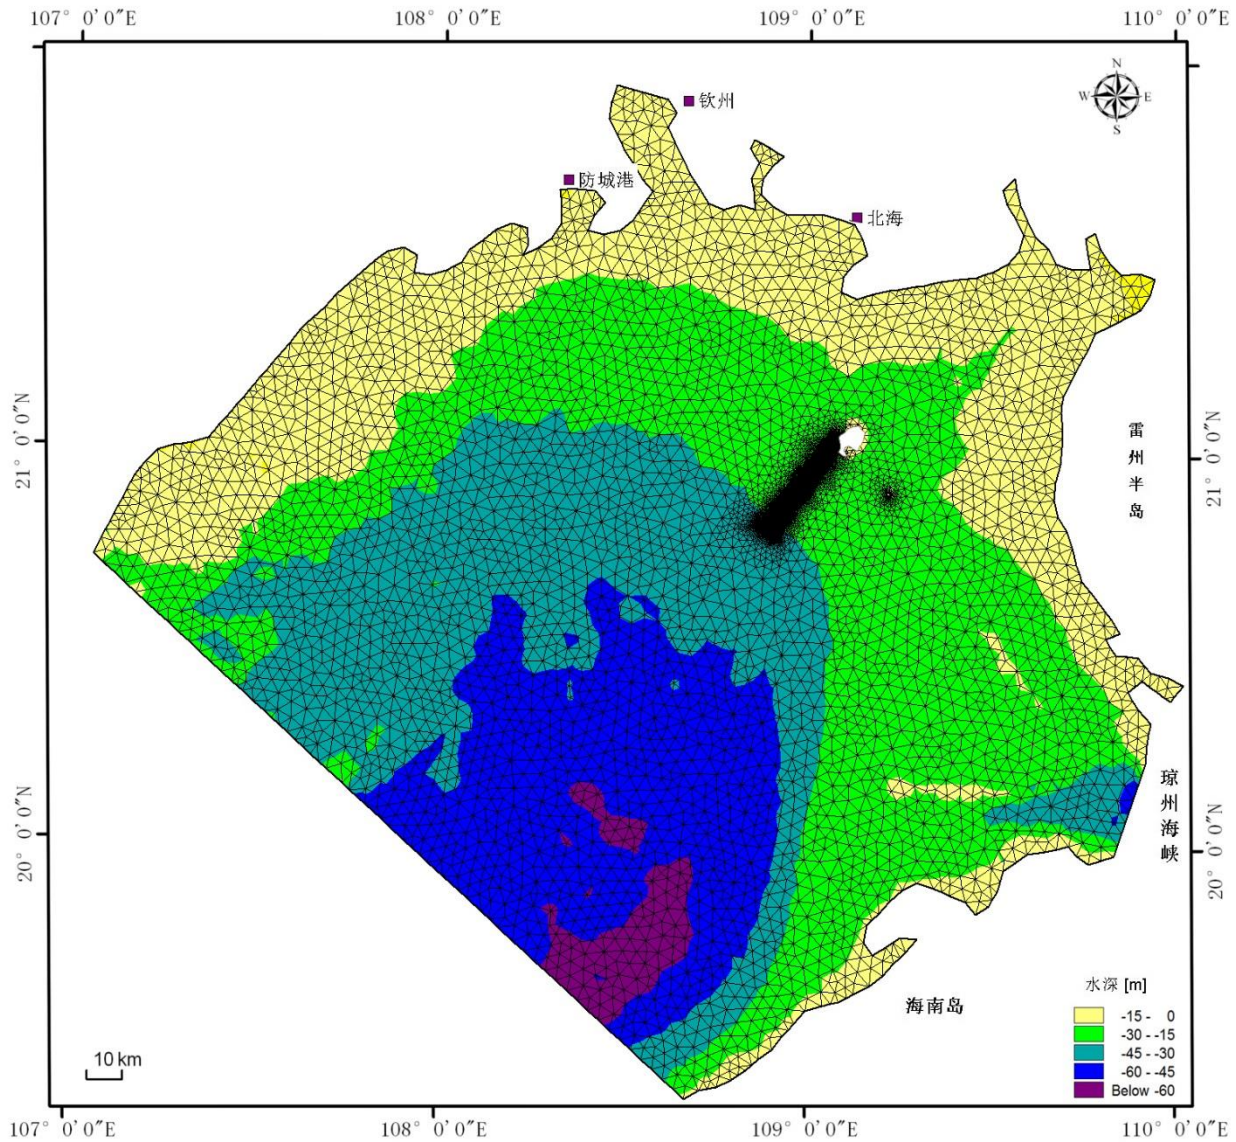 107° 0′ 0″E
108° 0′ 0″E
109° 0′ 0″E
110° 0′ 0″E
N
W
E
S
钦州
防城港
北海
21° 0′ 0″N
21° 0′ 0″N
雷州半岛
琼州海峡
20° 0′ 0″N
20° 0′ 0″N
海南岛
水深 [m]
-15 - 0
-30 - -15
-45 - -30
-60 - -45
Below -60
10 km
107° 0′ 0″E
108° 0′ 0″E
109° 0′ 0″E
110° 0′ 0″E